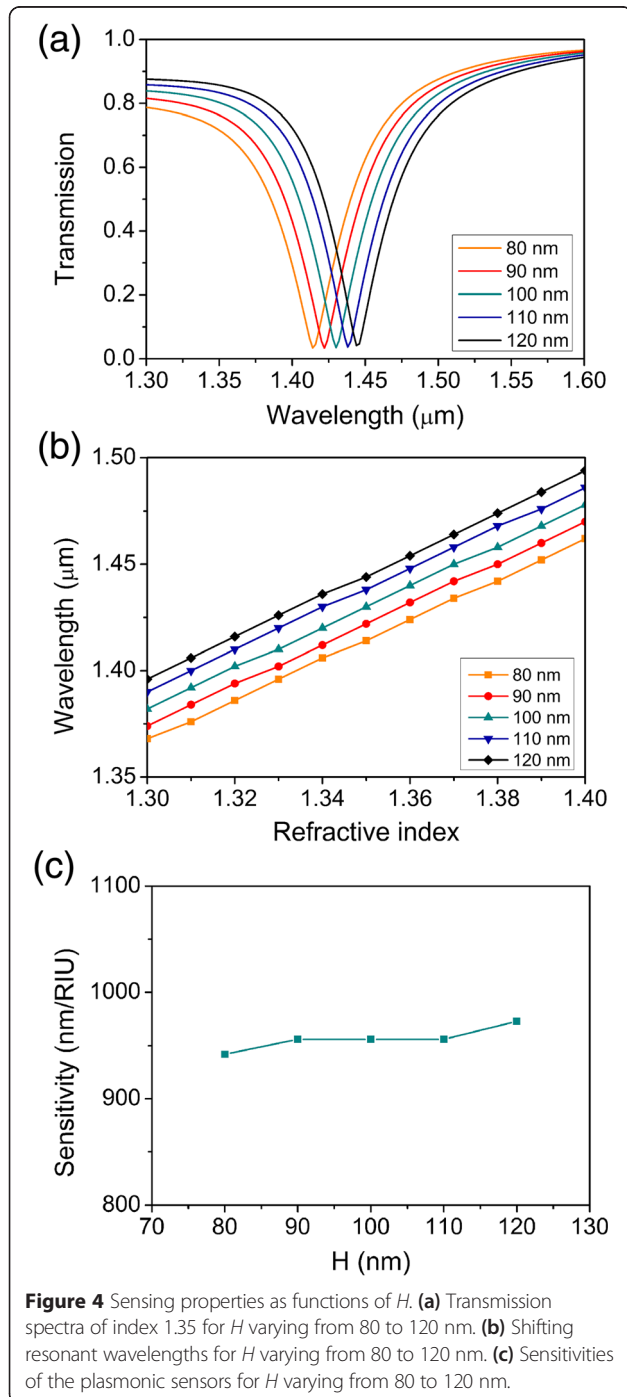 (a)
1.0
0.8
0.6
0.4
0.2
0.0
Transmission
80 nm
90 nm
100 nm
110 nm
120 nm
1.30 1.35 1.40 1.45 1.50 1.55 1.60
Wavelength (μm)
(b)
1.50
1.45
1.40
1.35
Wavelength (μm)
80 nm
90 nm
100 nm
110 nm
120 nm
1.30 1.32 1.34 1.36 1.38 1.40
Refractive index
(c)
1100
1000
900
800
Sensitivity (nm/RIU)
70 80 90 100 110 120 130
H (nm)
Figure 4 Sensing properties as functions of H. (a) Transmission
spectra of index 1.35 for H varying from 80 to 120 nm. (b) Shifting
resonant wavelengths for H varying from 80 to 120 nm. (c) Sensitivities
of the plasmonic sensors for H varying from 80 to 120 nm.